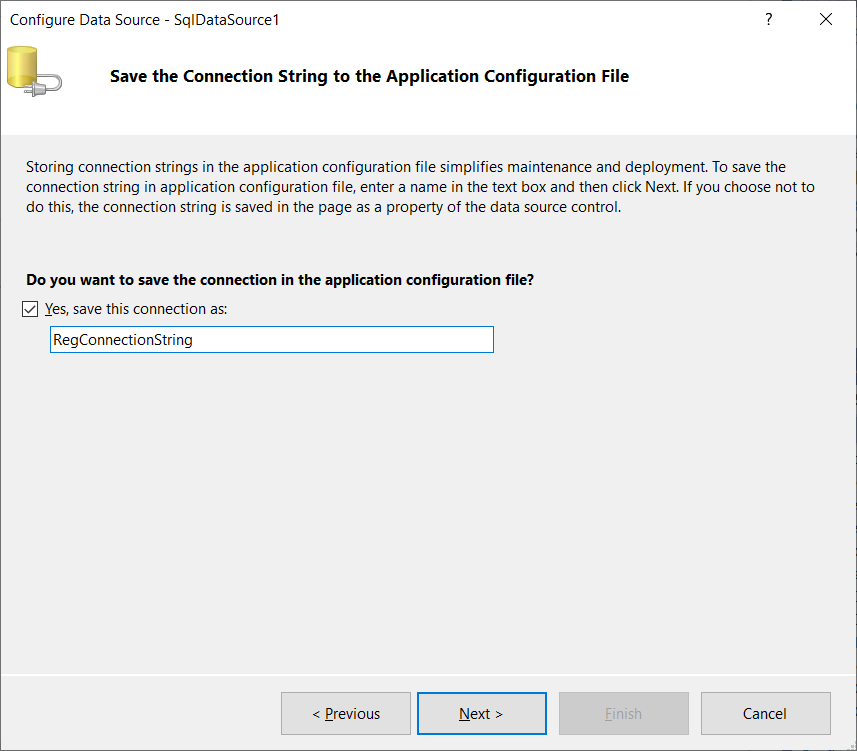 Configure Data Source - SqlDataSource1
?
Save the Connection String to the Application Configuration File
Storing connection strings in the application configuration file simplifies maintenance and deployment. To save the
connection string in application configuration file, enter a name in the text box and then click Next. If you choose not to
do this, the connection string is saved in the page as a property of the data source control.
Do you want to save the connection in the application configuration file?
Yes, save this connection as:
RegConnectionString
< Previous
Next >
Finish
Cancel